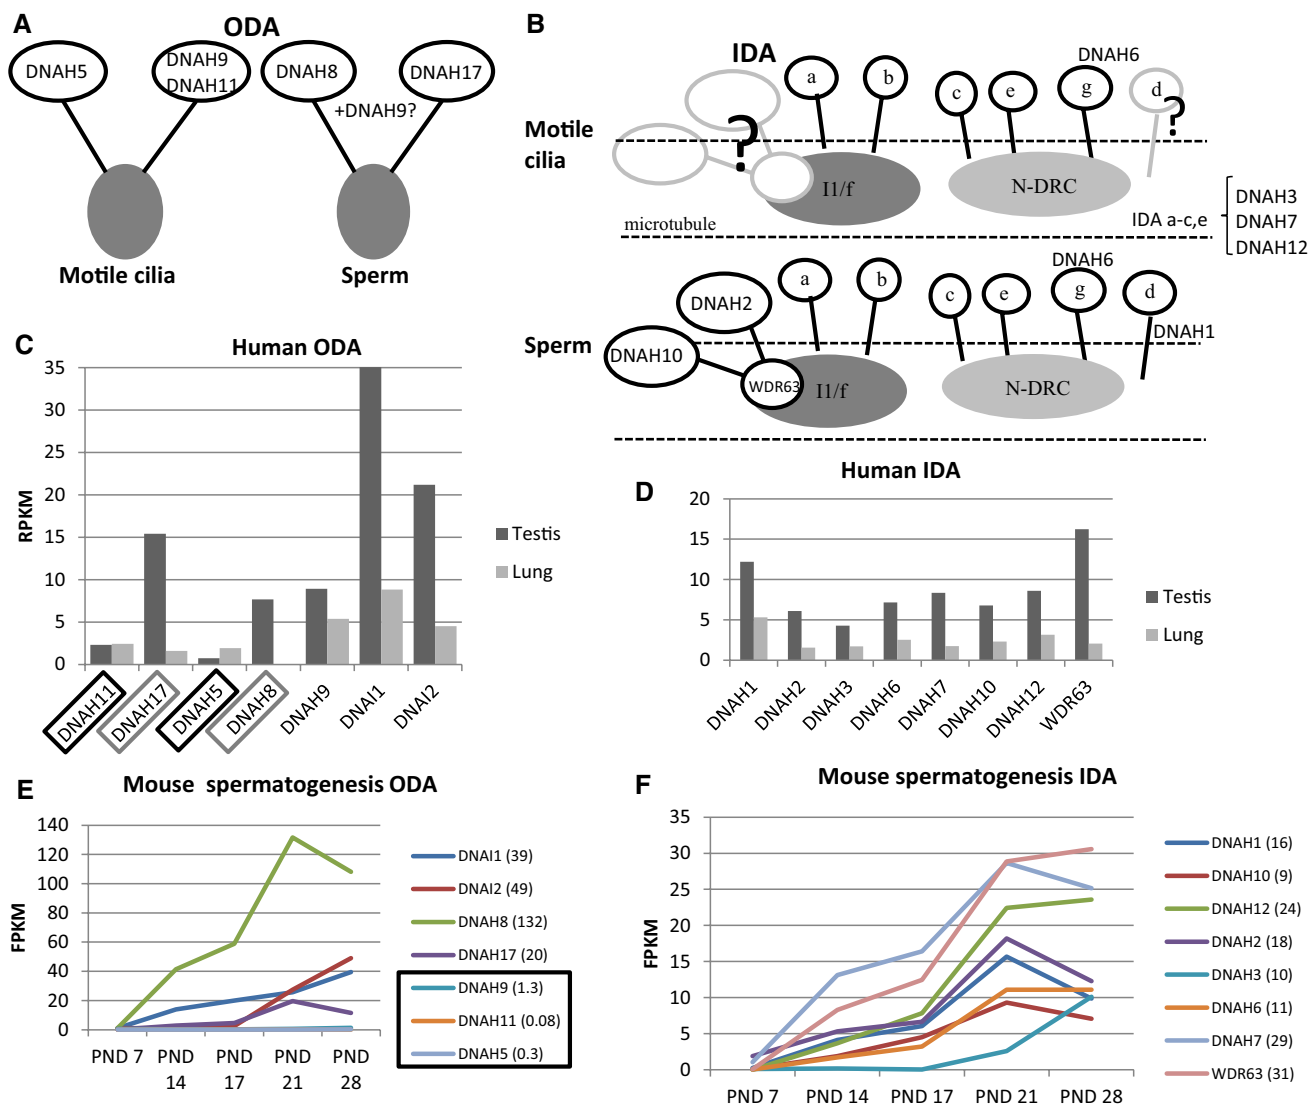 A
ODA
DNAH5
DNAH9
DNAH11
DNAH8
DNAH17
+DNAH9?
Motile cilia
Sperm
B
IDA
DNAH6
a
b
c
e
g
d
?
?
Motile
cilia
I1/f
N-DRC
microtubule
IDA a-c,e
DNAH3
DNAH7
DNAH12
DNAH6
a
b
c
e
g
d
DNAH2
DNAH1
Sperm
DNAH10
WDR63
I1/f
N-DRC
C
Human ODA
35
30
25
20
15
10
5
0
RPKM
Testis
Lung
DNAH11
DNAH17
DNAH5
DNAH8
DNAH9
DNAI1
DNAI2
D
Human IDA
20
15
10
5
0
Testis
Lung
DNAH1
DNAH2
DNAH3
DNAH6
DNAH7
DNAH10
DNAH12
WDR63
E
Mouse spermatogenesis ODA
140
120
100
80
60
40
20
0
FPKM
PND 7
PND
14
PND
17
PND
21
PND
28
DNAI1 (39)
DNAI2 (49)
DNAH8 (132)
DNAH17 (20)
DNAH9 (1.3)
DNAH11 (0.08)
DNAH5 (0.3)
F
Mouse spermatogenesis IDA
35
30
25
20
15
10
5
0
FPKM
PND 7
PND 14
PND 17
PND 21
PND 28
DNAH1 (16)
DNAH10 (9)
DNAH12 (24)
DNAH2 (18)
DNAH3 (10)
DNAH6 (11)
DNAH7 (29)
WDR63 (31)